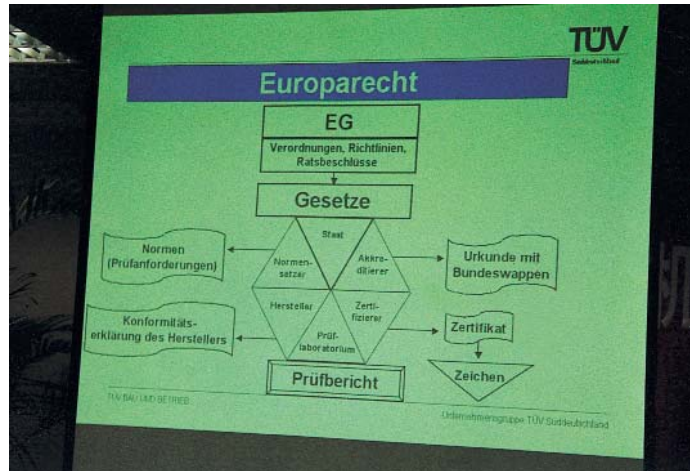 TÜV
Süddeutschland
Europarecht
EG
Verordnungen, Richtlinien,
Ratsbeschlüsse
Gesetze
Staat
Normen-
setzer
Akkre-
ditierer
Normen
(Prüfanforderungen)
Urkunde mit
Bundeswappen
Hersteller
Zerti-
fizierer
Prüf-
laboratorium
Konformitäts-
erklärung des Herstellers
Zertifikat
Prüfbericht
Zeichen
TÜV BAU UND BETRIEB
Unternehmensgruppe TÜV Süddeutschland